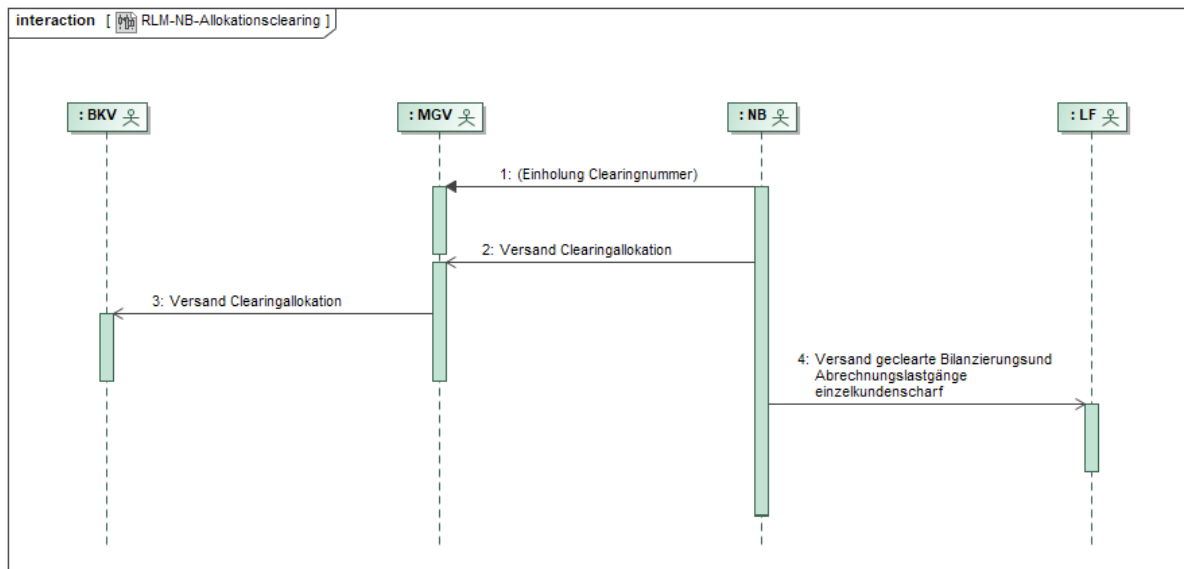 interaction [ RLM-NB-Allokationsclearing ]
: BKV
: MGV
: NB
: LF
1: (Einholung Clearingnummer)
2: Versand Clearingallokation
3: Versand Clearingallokation
4: Versand geclearte Bilanzierungsund
Abrechnungslastgänge
einzelkundenscharf